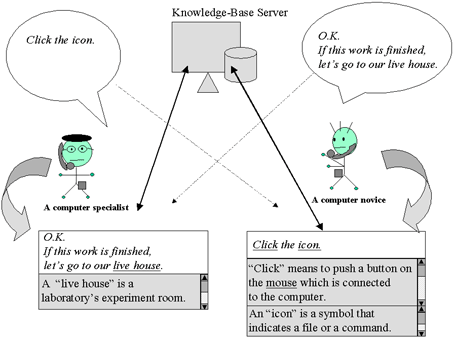 Knowledge-Base Server
Click the icon.
O.K.
If this work is finished,
let's go to our live house.
A computer specialist
A computer novice
O.K.
If this work is finished,
let's go to our live house.
A “live house” is a
laboratory's experiment room.
Click the icon.
“Click” means to push a button on
the mouse which is connected
to the computer.
An “icon” is a symbol that
indicates a file or a command.